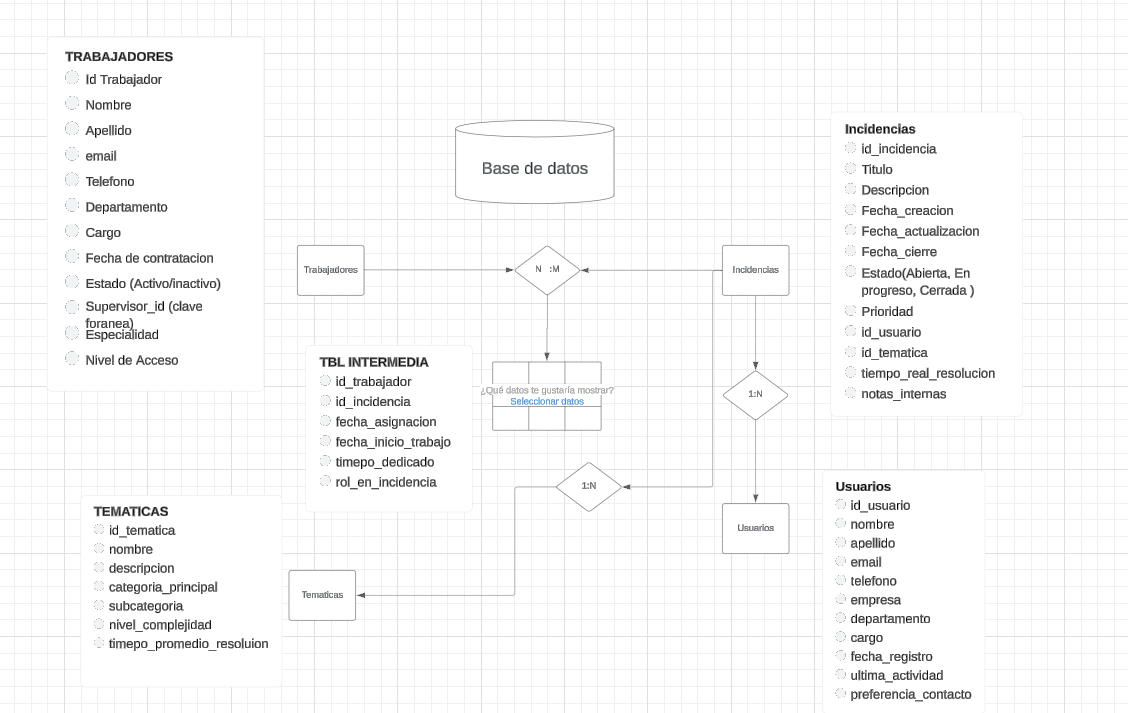 TRABAJADORES
Id Trabajador
Nombre
Apellido
email
Telefono
Departamento
Cargo
Fecha de contratacion
Estado (Activo/inactivo)
Supervisor_id (clave
foranea)
Especialidad
Nivel de Acceso
Base de datos
Incidencias
id_incidencia
Titulo
Descripcion
Fecha_creacion
Fecha_actualizacion
Fecha_cierre
Estado(Abierta, En
progreso, Cerrada )
Prioridad
id_usuario
id_tematica
tiempo_real_resolucion
notas_internas
Trabajadores
N :M
Incidencias
TBL INTERMEDIA
id_trabajador
id_incidencia
fecha_asignacion
fecha_inicio_trabajo
timepo_dedicado
rol_en_incidencia
¿Qué datos te gustaría mostrar?
Seleccionar datos
1:N
1:N
Usuarios
TEMATICAS
id_tematica
nombre
descripcion
categoria_principal
subcategoria
nivel_complejidad
timepo_promedio_resoluion
Tematicas
Usuarios
id_usuario
nombre
apellido
email
telefono
empresa
departamento
cargo
fecha_registro
ultima_actividad
preferencia_contacto